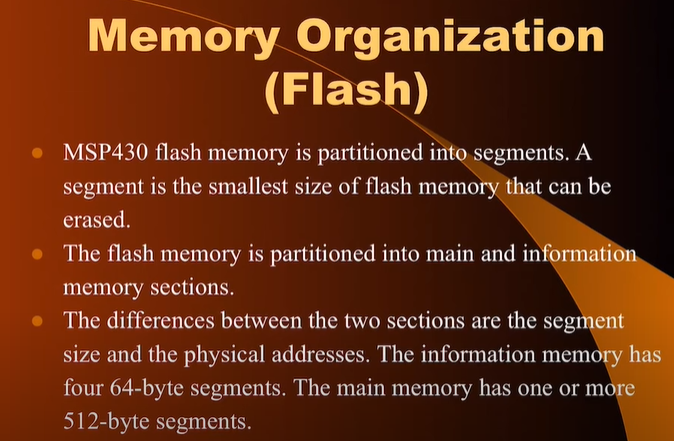 Memory Organization
(Flash)
● MSP430 flash memory is partitioned into segments. A
segment is the smallest size of flash memory that can be
erased.
● The flash memory is partitioned into main and information
memory sections.
● The differences between the two sections are the segment
size and the physical addresses. The information memory has
four 64-byte segments. The main memory has one or more
512-byte segments.